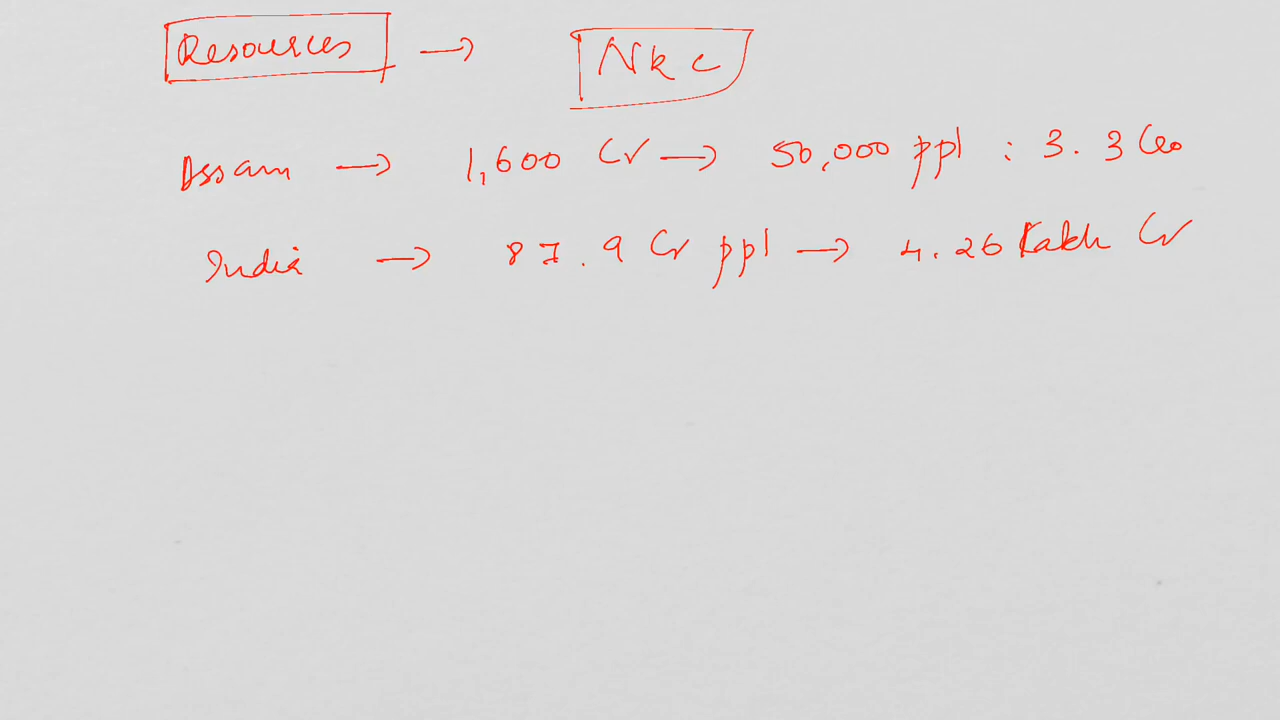 Resources → NRC
Assam → 1,600 Cr → 50,000 ppl : 3.3 Cr
India → 87.9 Cr ppl → 4.26 Lakh Cr